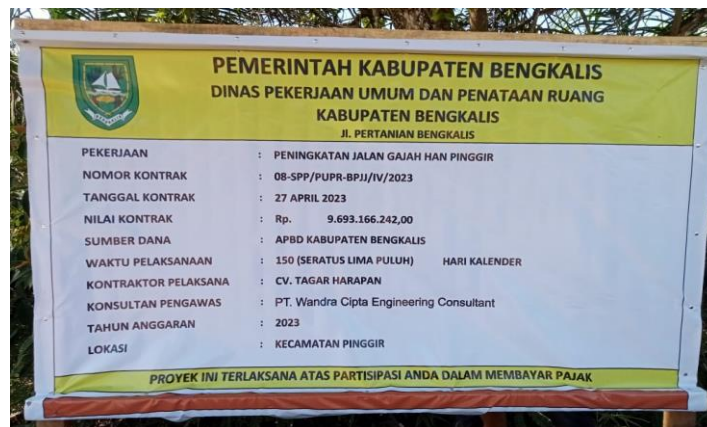 PEMERINTAH KABUPATEN BENGKALIS
DINAS PEKERJAAN UMUM DAN PENATAAN RUANG
KABUPATEN BENGKALIS
Jl. PERTANIAN BENGKALIS
PEKERJAAN : PENINGKATAN JALAN GAJAH HAN PINGGIR
NOMOR KONTRAK : 08-SPP/PUPR-BPJJ/IV/2023
TANGGAL KONTRAK : 27 APRIL 2023
NILAI KONTRAK : Rp. 9.693.166.242,00
SUMBER DANA : APBD KABUPATEN BENGKALIS
WAKTU PELAKSANAAN : 150 (SERATUS LIMA PULUH) HARI KALENDER
KONTRAKTOR PELAKSANA : CV. TAGAR HARAPAN
KONSULTAN PENGAWAS : PT. Wandra Cipta Engineering Consultant
TAHUN ANGGARAN : 2023
LOKASI : KECAMATAN PINGGIR
PROYEK INI TERLAKSANA ATAS PARTISIPASI ANDA DALAM MEMBAYAR PAJAK